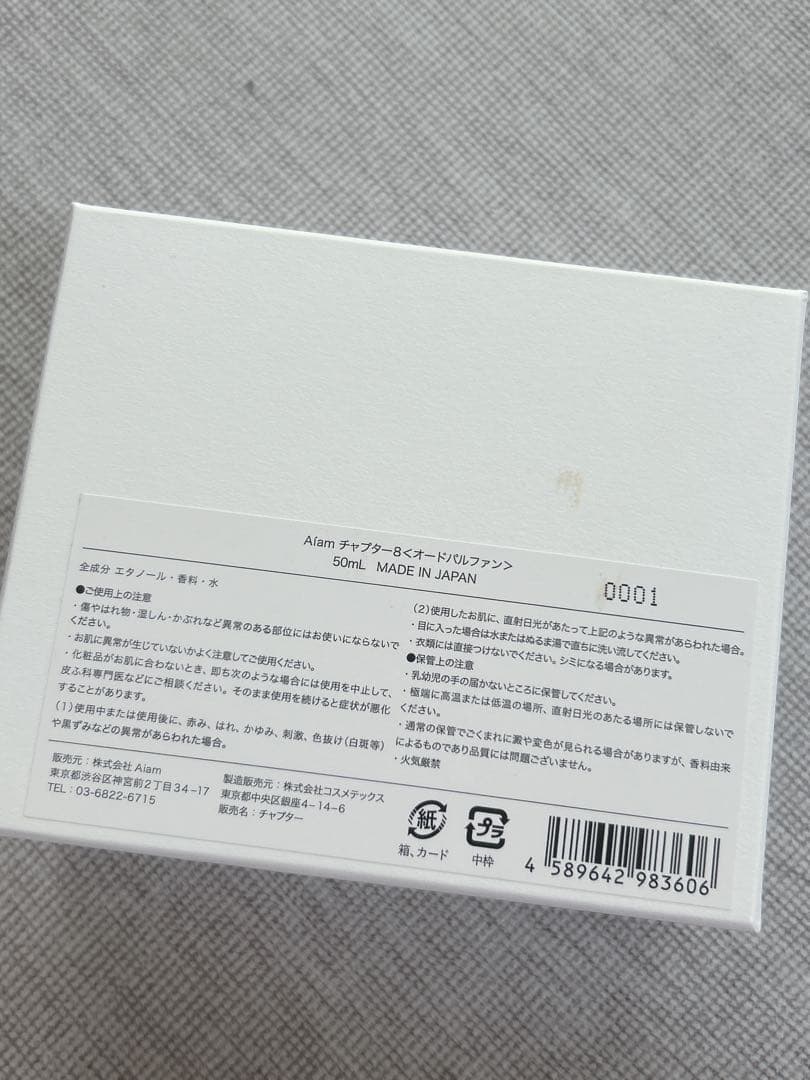 Aiam チャプター8<オードパルファン>
50mL MADE IN JAPAN
全成分 エタノール・香料・水
0001
●ご使用上の注意
・傷やはれ物・湿しん・かぶれなど異常のある部位にはお使いにならないで
ください。
・お肌に異常が生じていないかよく注意してご使用ください。
・化粧品がお肌に合わないとき、即ち次のような場合には使用を中止して、
皮ふ科専門医などにご相談ください。そのまま使用を続けると症状が悪化
することがあります。
(1)使用中または使用後に、赤み、はれ、かゆみ、刺激、色抜け(白斑等)
や黒ずみなどの異常があらわれた場合。
(2)使用したお肌に、直射日光があたって上記のような異常があらわれた場合。
・目に入った場合は水またはぬるま湯で直ちに洗い流してください。
・衣類には直接つけないでください。シミになる場合があります。
●保管上の注意
・乳幼児の手の届かないところに保管してください。
・極端に高温または低温の場所、直射日光のあたる場所には保管しないで
ください。
・通常の保管でごくまれに澱や変色が見られる場合がありますが、香料由来
によるものであり品質には問題ございません。
・火気厳禁
販売元:株式会社 Aiam
東京都渋谷区神宮前2丁目34-17
TEL:03-6822-6715
製造販売元:株式会社コスメテックス
東京都中央区銀座4-14-6
販売名:チャプター
紙
箱、カード
プラ
中枠
4 589642 983606